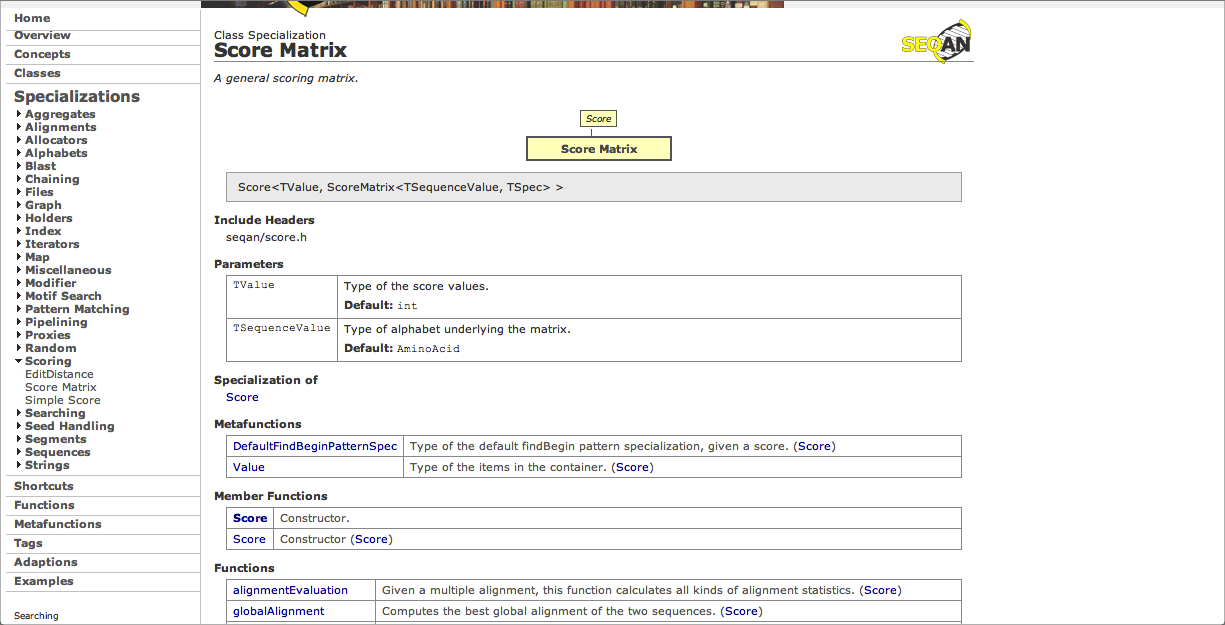 Home
Overview
Concepts
Classes
Specializations
Aggregates
Alignments
Allocators
Alphabets
Blast
Chaining
Files
Graph
Holders
Index
Iterators
Map
Miscellaneous
Modifier
Motif Search
Pattern Matching
Pipelining
Proxies
Random
Scoring
EditDistance
Score Matrix
Simple Score
Searching
Seed Handling
Segments
Sequences
Strings
Shortcuts
Functions
Metafunctions
Tags
Adaptions
Examples
Searching
Class Specialization
Score Matrix
SEQAN
A general scoring matrix.
Score
Score Matrix
Score<TValue, ScoreMatrix<TSequenceValue, TSpec> >
Include Headers
seqan/score.h
Parameters
TValue Type of the score values.
Default: int
TSequenceValue Type of alphabet underlying the matrix.
Default: AminoAcid
Specialization of
Score
Metafunctions
DefaultFindBeginPatternSpec Type of the default findBegin pattern specialization, given a score. (Score)
Value Type of the items in the container. (Score)
Member Functions
Score Constructor.
Score Constructor (Score)
Functions
alignmentEvaluation Given a multiple alignment, this function calculates all kinds of alignment statistics. (Score)
globalAlignment Computes the best global alignment of the two sequences. (Score)